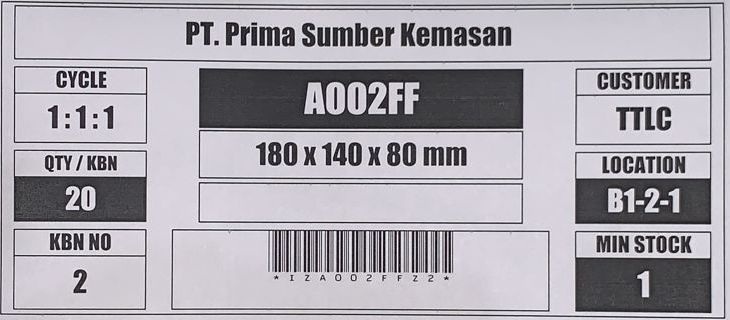 PT. Prima Sumber Kemasan
CYCLE
1:1:1
QTY / KBN
20
KBN NO
2
A002FF
180 x 140 x 80 mm
*IZA002FFZ2*
CUSTOMER
TTLC
LOCATION
B1-2-1
MIN STOCK
1